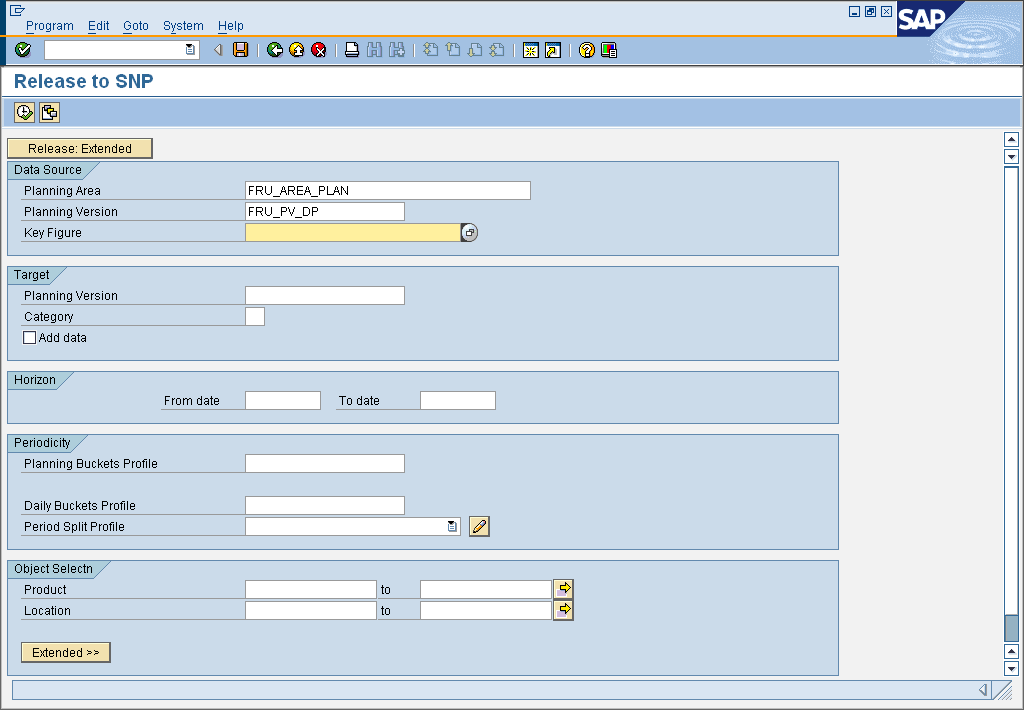 Program Edit Goto System Help
SAP
Release to SNP
Release: Extended
Data Source
Planning Area FRU_AREA_PLAN
Planning Version FRU_PV_DP
Key Figure
Target
Planning Version
Category
Add data
Horizon
From date To date
Periodicity
Planning Buckets Profile
Daily Buckets Profile
Period Split Profile
Object Selectn
Product to
Location to
Extended >>